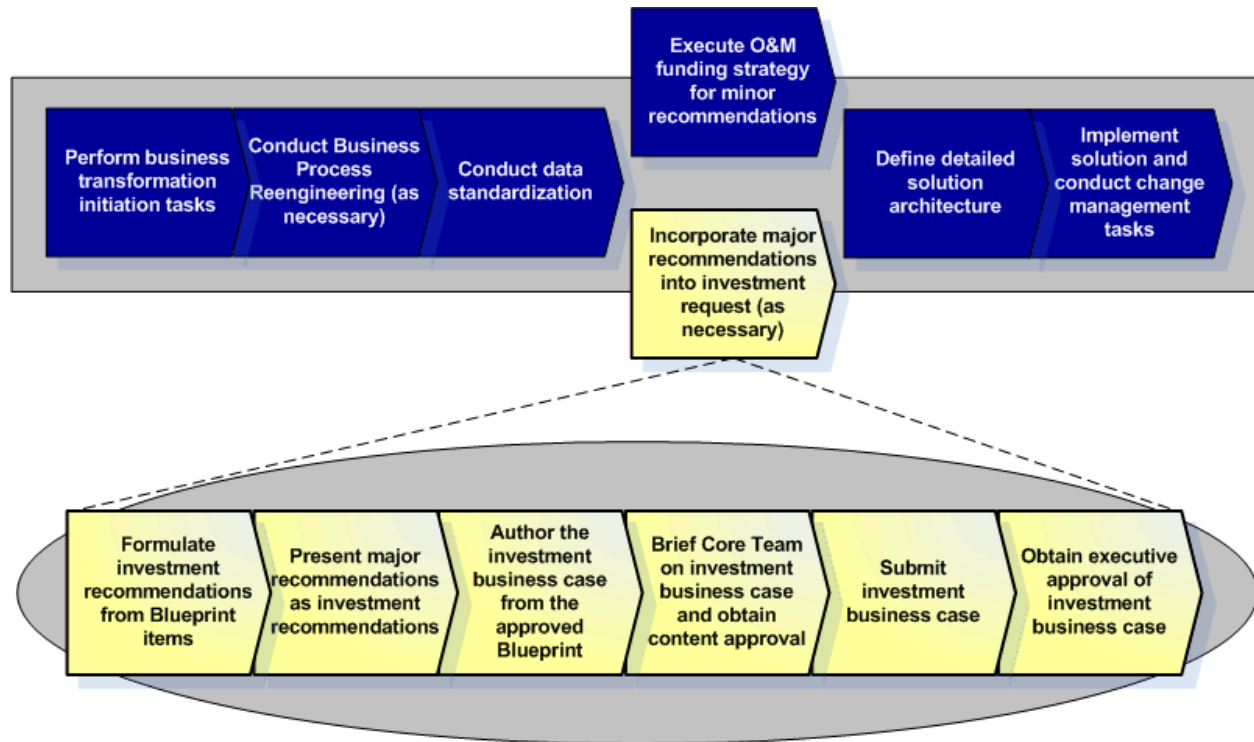 Execute O&M
funding strategy
for minor
recommendations
Perform business
transformation
initiation tasks
Conduct Business
Process
Reengineering (as
necessary)
Conduct data
standardization
Incorporate major
recommendations
into investment
request (as
necessary)
Define detailed
solution
architecture
Implement
solution and
conduct change
management
tasks
Formulate
investment
recommendations
from Blueprint
items
Present major
recommendations
as investment
recommendations
Author the
investment
business case
from the
approved
Blueprint
Brief Core Team
on investment
business case
and obtain
content approval
Submit
investment
business case
Obtain executive
approval of
investment
business case